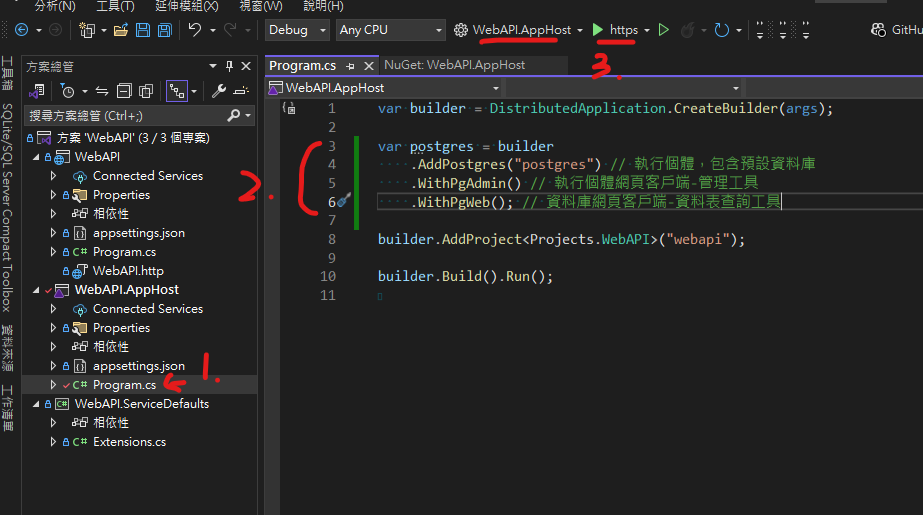 分析(N) 工具(T) 延伸模組(X) 視窗(W) 說明(H)
Debug Any CPU WebAPI.AppHost https GitHu
3.
工具箱
SQLite/SQL Server Compact Toolbox
資料來源
工作清單
方案總管
搜尋方案總管 (Ctrl+;)
方案 'WebAPI' (3 / 3 個專案)
WebAPI
Connected Services
Properties
相依性
appsettings.json
C# Program.cs
WebAPI.http
WebAPI.AppHost
Connected Services
Properties
相依性
appsettings.json
C# Program.cs
1.
WebAPI.ServiceDefaults
相依性
C# Extensions.cs
Program.cs NuGet: WebAPI.AppHost
WebAPI.AppHost
2.
1 var builder = DistributedApplication.CreateBuilder(args);
2
3 var postgres = builder
4 .AddPostgres("postgres") // 執行個體，包含預設資料庫
5 .WithPgAdmin() // 執行個體網頁客戶端-管理工具
6 .WithPgWeb(); // 資料庫網頁客戶端-資料表查詢工具
7
8 builder.AddProject<Projects.WebAPI>("webapi");
9
10 builder.Build().Run();
11